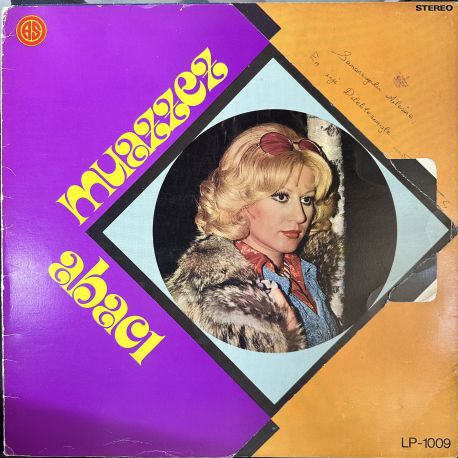 STEREO
muazzez
abacı
LP-1009